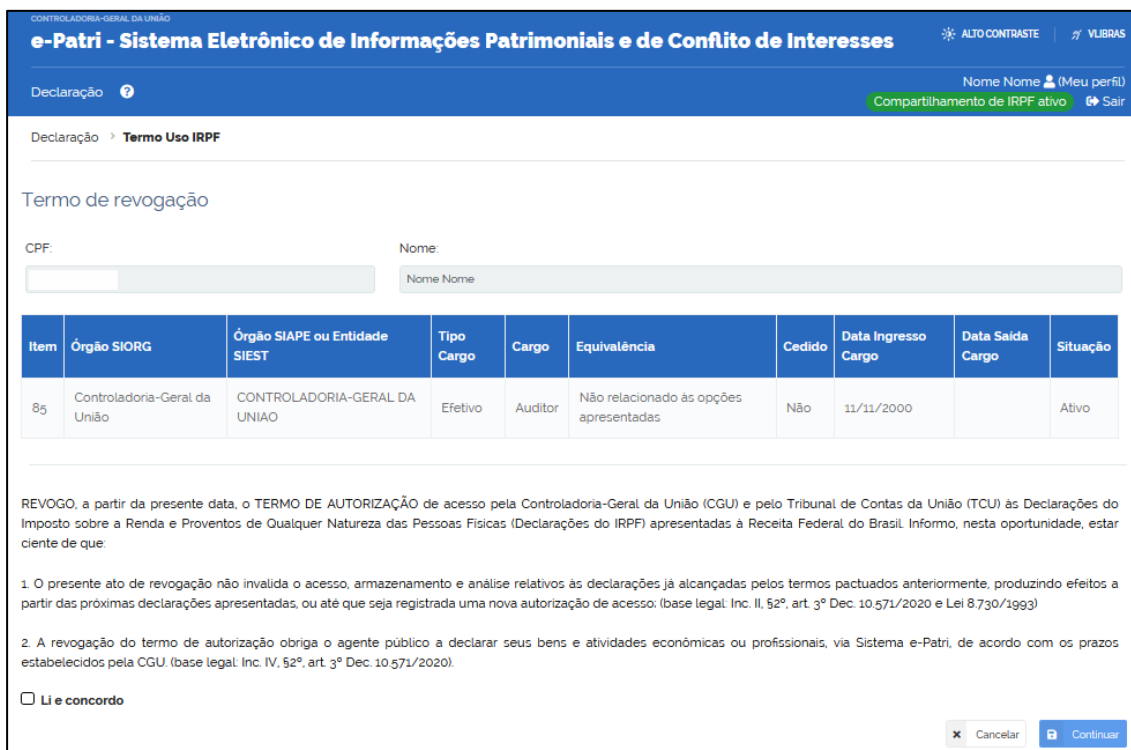 CONTROLADORIA-GERAL DA UNIÃO
e-Patri - Sistema Eletrônico de Informações Patrimoniais e de Conflito de Interesses
ALTO CONTRASTE
VLIBRAS
Declaração ?
Nome Nome (Meu perfil)
Compartilhamento de IRPF ativo
Sair
Declaração > Termo Uso IRPF
Termo de revogação
CPF:
Nome:
Nome Nome
Item
Órgão SIORG
Órgão SIAPE ou Entidade
SIEST
Tipo
Cargo
Cargo
Equivalência
Cedido
Data Ingresso
Cargo
Data Saída
Cargo
Situação
85
Controladoria-Geral da
União
CONTROLADORIA-GERAL DA
UNIAO
Efetivo
Auditor
Não relacionado às opções
apresentadas
Não
11/11/2000
Ativo
REVOGO, a partir da presente data, o TERMO DE AUTORIZAÇÃO de acesso pela Controladoria-Geral da União (CGU) e pelo Tribunal de Contas da União (TCU) às Declarações do
Imposto sobre a Renda e Proventos de Qualquer Natureza das Pessoas Físicas (Declarações do IRPF) apresentadas à Receita Federal do Brasil. Informo, nesta oportunidade, estar
ciente de que:
1. O presente ato de revogação não invalida o acesso, armazenamento e análise relativos às declarações já alcançadas pelos termos pactuados anteriormente, produzindo efeitos a
partir das próximas declarações apresentadas, ou até que seja registrada uma nova autorização de acesso; (base legal: Inc. II, §2º, art. 3º Dec. 10.571/2020 e Lei 8.730/1993)
2. A revogação do termo de autorização obriga o agente público a declarar seus bens e atividades econômicas ou profissionais, via Sistema e-Patri, de acordo com os prazos
estabelecidos pela CGU. (base legal: Inc. IV, §2º, art. 3º Dec. 10.571/2020).
Li e concordo
Cancelar
Continuar